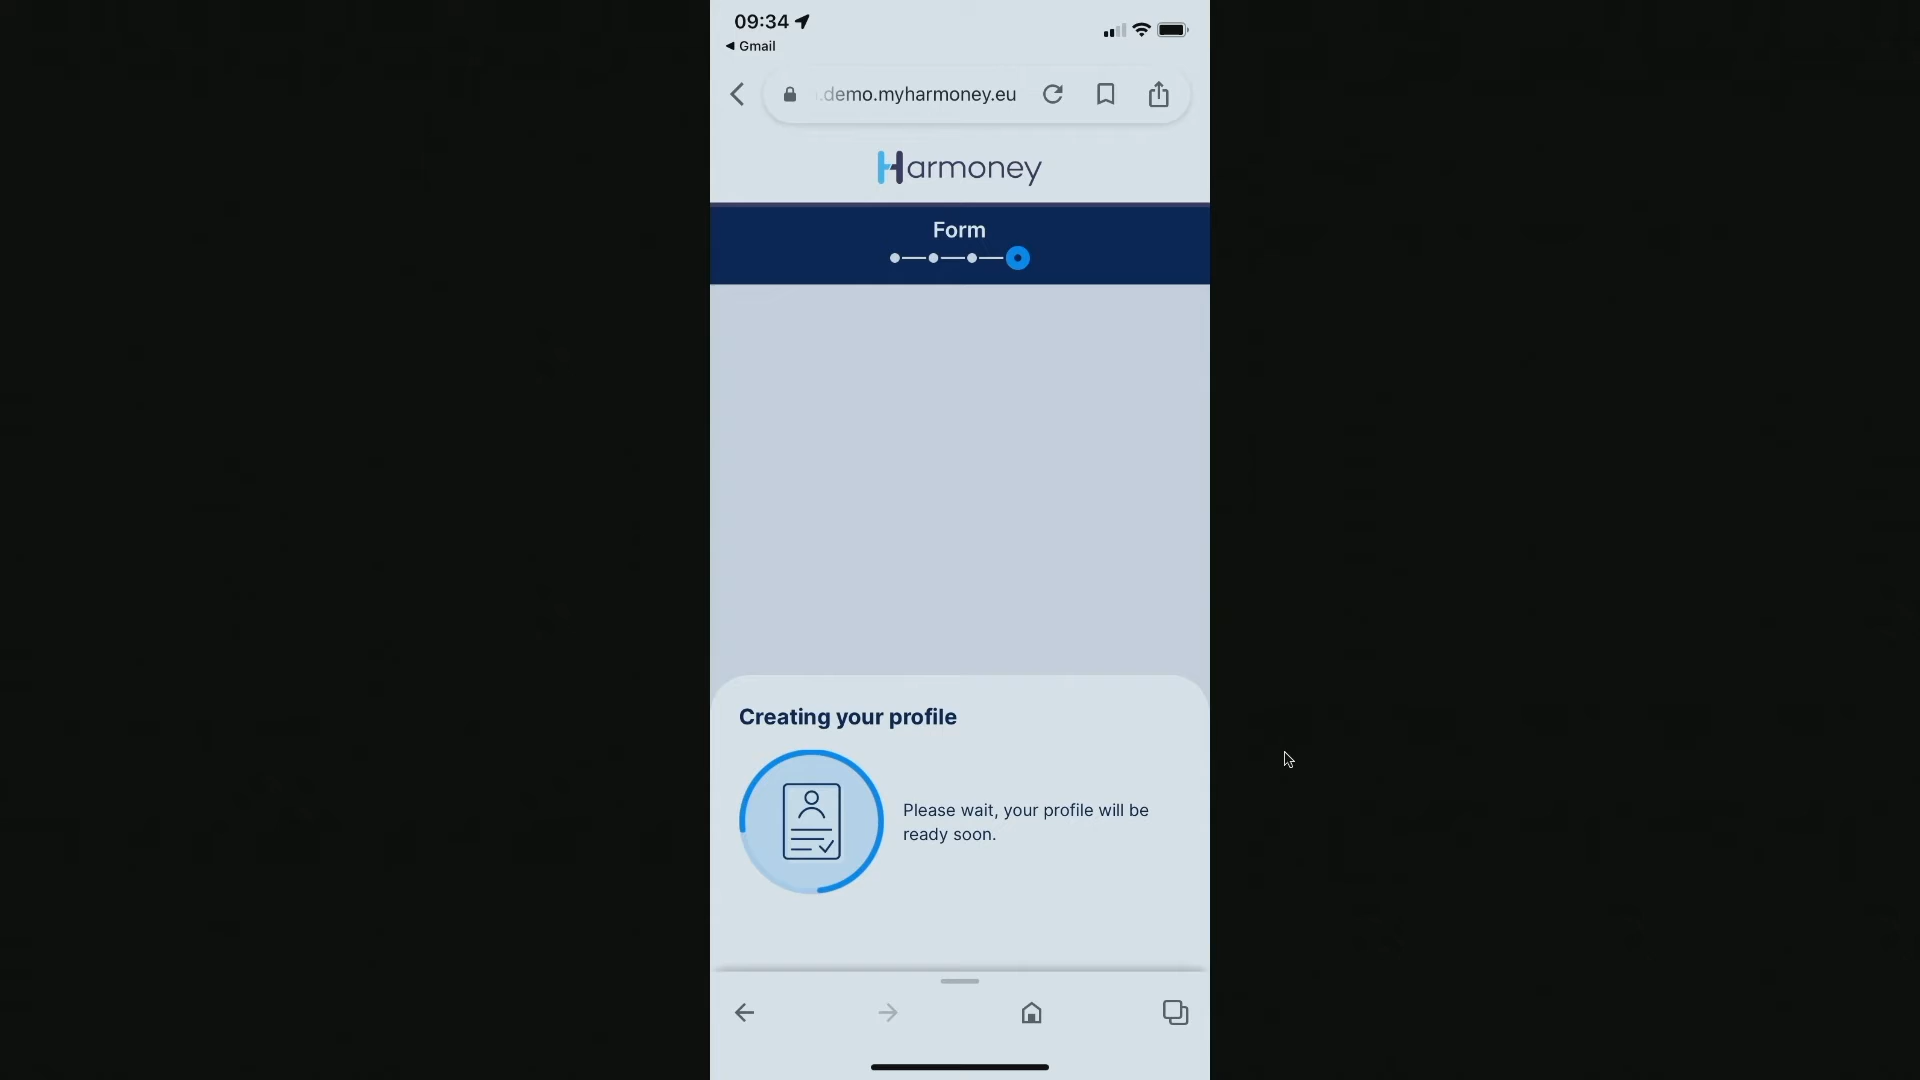 09:34
Gmail
.demo.myharmoney.eu
Harmoney
Form
Creating your profile
Please wait, your profile will be
ready soon.